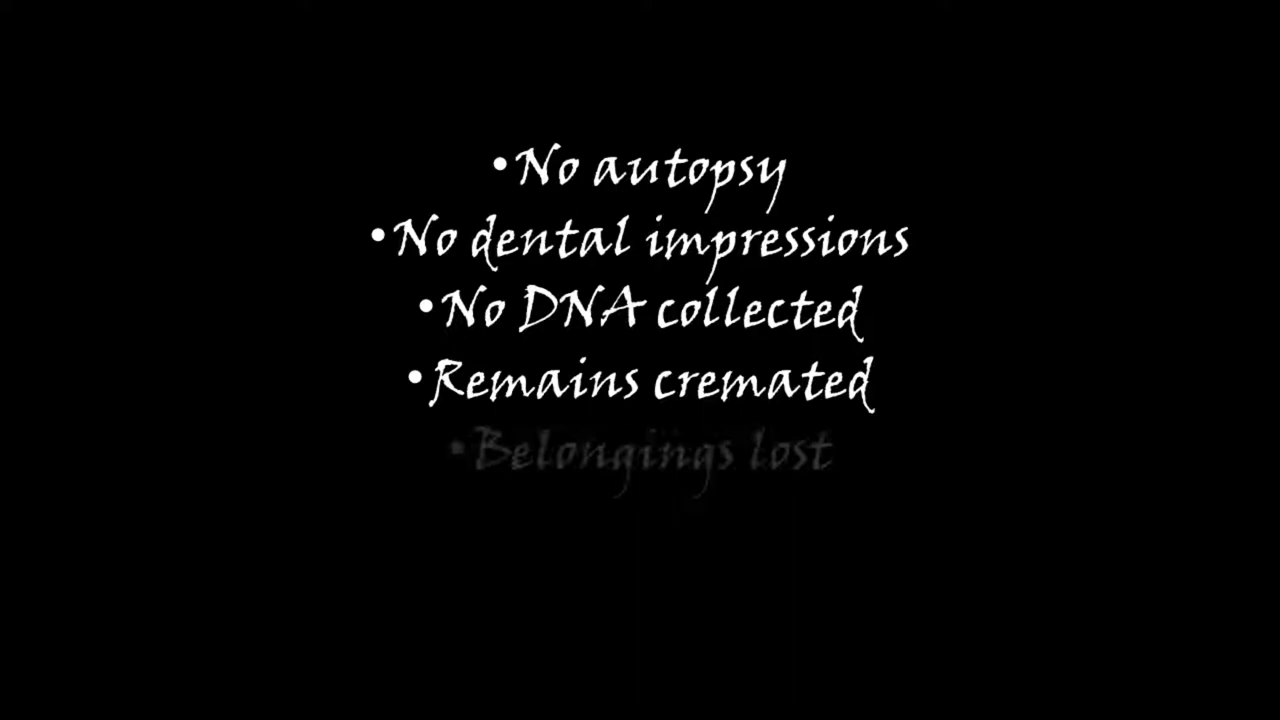 •No autopsy
•No dental impressions
•No DNA collected
•Remains cremated
•Belongings lost